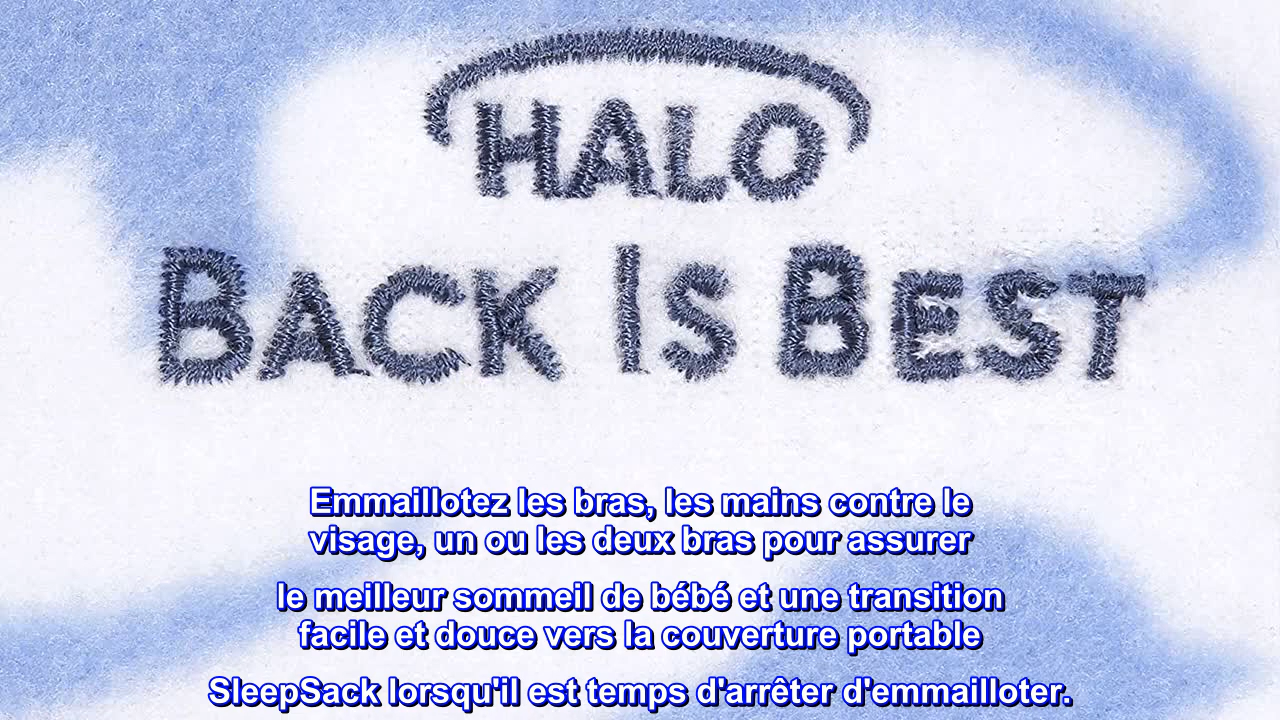 HALO
BACK IS BEST
Emmaillotez les bras, les mains contre le
visage, un ou les deux bras pour assurer
le meilleur sommeil de bébé et une transition
facile et douce vers la couverture portable
SleepSack lorsqu'il est temps d'arrêter d'emmailloter.